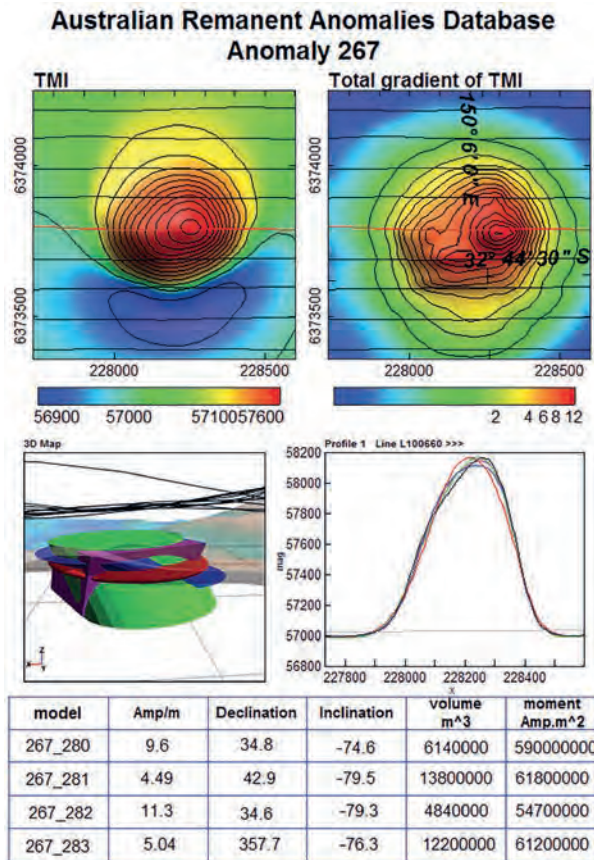 Australian Remanent Anomalies Database
Anomaly 267
TMI
Total gradient of TMI
6374000
6373500
150° 6' 0" E
32° 44' 30" S
228000 228500
228000 228500
56900 57000 57100 57600
2 4 6 8 12
3D Map
Profile 1 Line L100660 >>>
58200
58000
57800
57600
57400
57200
57000
56800
mag
227800 228000 228200 228400
X
Z
X Y
model Amp/m Declination Inclination volume m^3 moment Amp.m^2
267_280 9.6 34.8 -74.6 6140000 590000000
267_281 4.49 42.9 -79.5 13800000 61800000
267_282 11.3 34.6 -79.3 4840000 54700000
267_283 5.04 357.7 -76.3 12200000 61200000